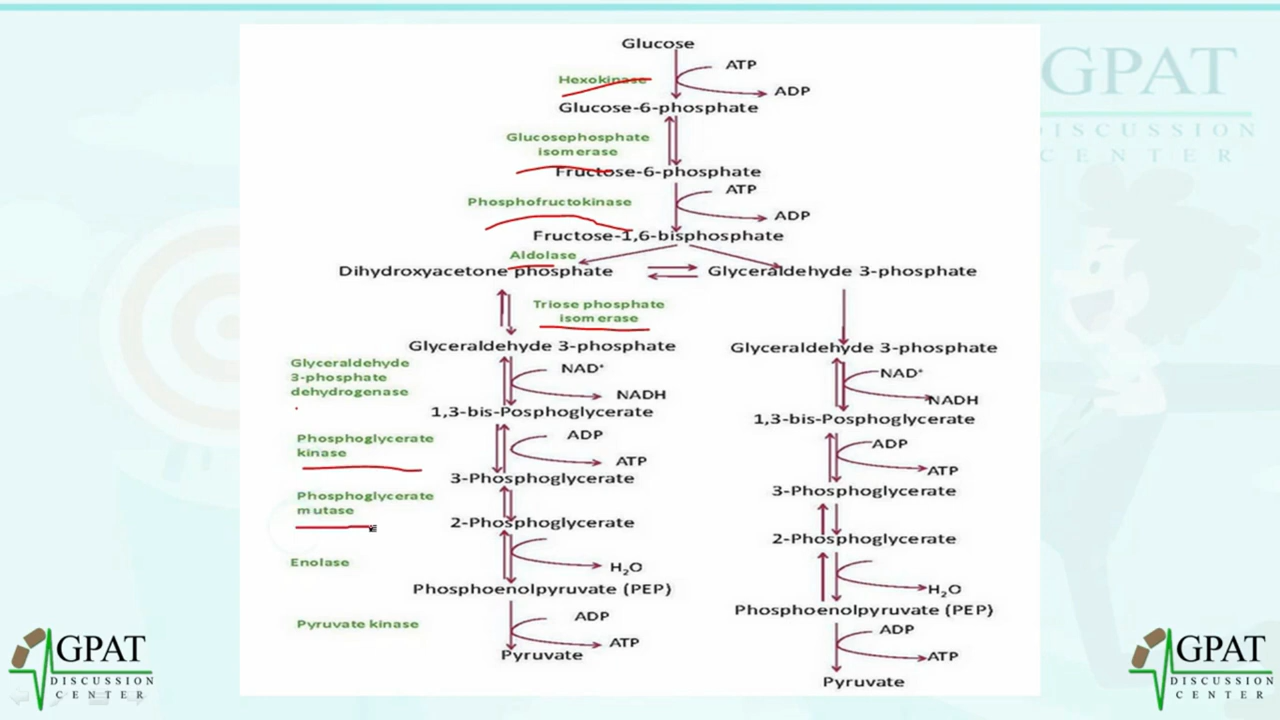 Glucose
ATP
Hexokinase
ADP
Glucose-6-phosphate
Glucosephosphate
isomerase
Fructose-6-phosphate
ATP
Phosphofructokinase
ADP
Fructose-1,6-bisphosphate
Aldolase
Dihydroxyacetone phosphate
Glyceraldehyde 3-phosphate
Triose phosphate
isomerase
Glyceraldehyde 3-phosphate
Glyceraldehyde 3-phosphate
Glyceraldehyde
3-phosphate
dehydrogenase
NAD⁺
NADH
NAD⁺
NADH
1,3-bis-Posphoglycerate
1,3-bis-Posphoglycerate
Phosphoglycerate
kinase
ADP
ATP
ADP
ATP
3-Phosphoglycerate
3-Phosphoglycerate
Phosphoglycerate
mutase
2-Phosphoglycerate
2-Phosphoglycerate
Enolase
H₂O
H₂O
Phosphoenolpyruvate (PEP)
Phosphoenolpyruvate (PEP)
Pyruvate kinase
ADP
ATP
ADP
ATP
Pyruvate
Pyruvate
GPAT
DISCUSSION
CENTER
GPAT
DISCUSSION
CENTER
GPAT
DISCUSSION
CENTER